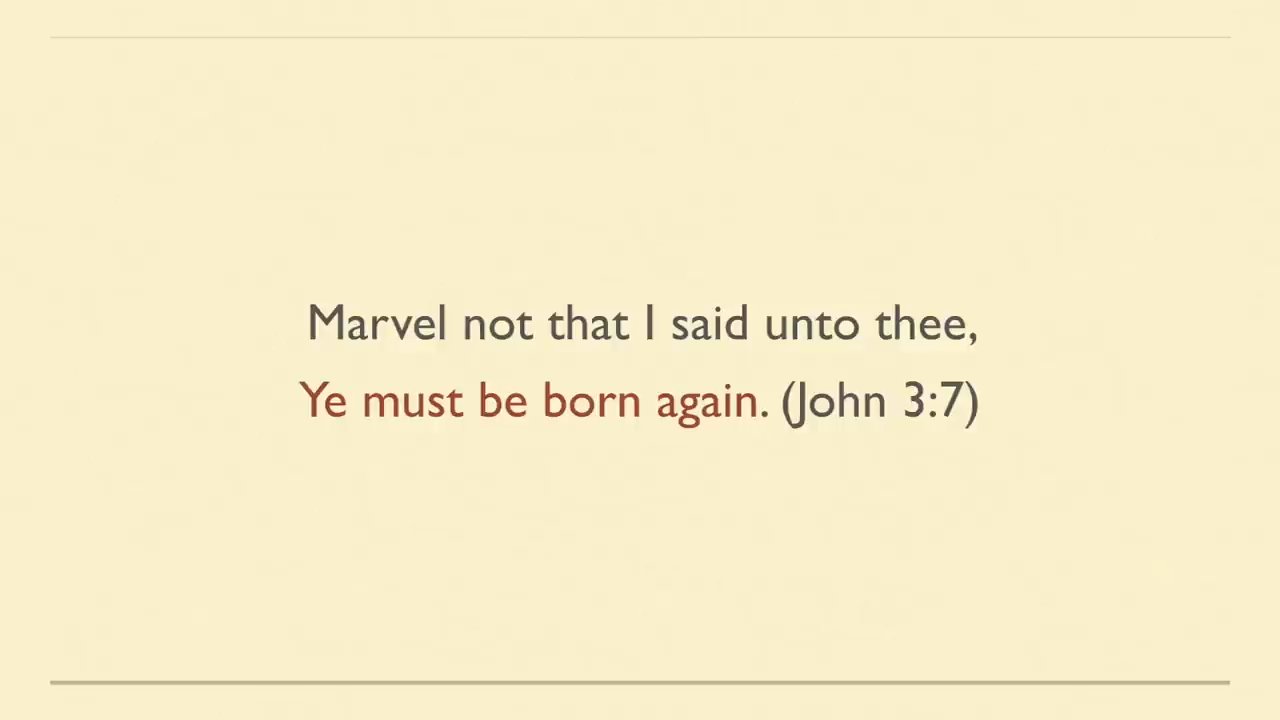 Marvel not that I said unto thee,
Ye must be born again. (John 3:7)